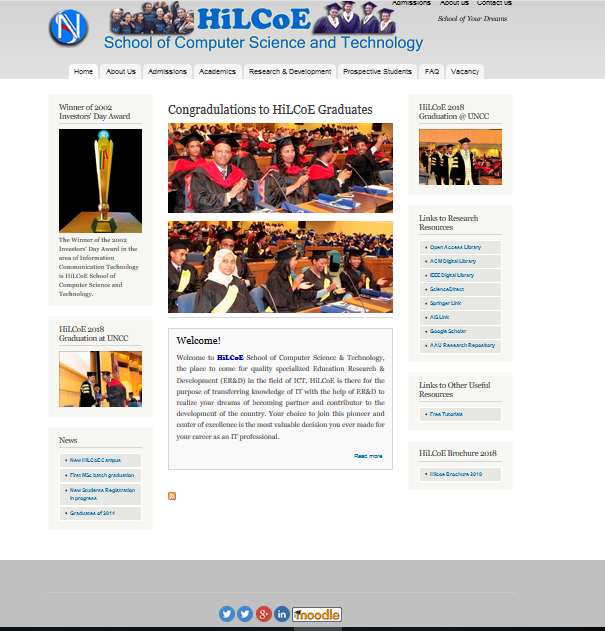 Admissions About us Contact us
HiLCoE
School of Your Dreams
School of Computer Science and Technology
Home About Us Admissions Academics Research & Development Prospective Students FAQ Vacancy
Winner of 2002
Investors' Day Award
The Winner of the 2002
Investors' Day Award in the
area of Information
Communication Technology
is HiLCoE School of
Computer Science and
Technology.
HiLCoE 2018
Graduation at UNCC
News
New HiLCoE Campus
First MSc batch graduation
New Students Registration
in progress
Graduates of 2014
Congradulations to HiLCoE Graduates
Welcome!
Welcome to HiLCoE School of Computer Science & Technology,
the place to come for quality specialized Education Research &
Development (ER&D) in the field of ICT. HiLCoE is there for the
purpose of transferring knowledge of IT with the help of ER&D to
realize your dreams of becoming partner and contributor to the
development of the country. Your choice to join this pioneer and
center of excellence is the most valuable decision you ever made for
your career as an IT professional.
Read more
HiLCoE 2018
Graduation @ UNCC
Links to Research
Resources
Open Access Library
ACM Digital Library
IEEE Digital Library
ScienceDirect
Springer Link
AIS Link
Google Scholar
AAU Research Repository
Links to Other Useful
Resources
Free Tutorials
HiLCoE Brochure 2018
Hilcoe Brochure 2018
moodle